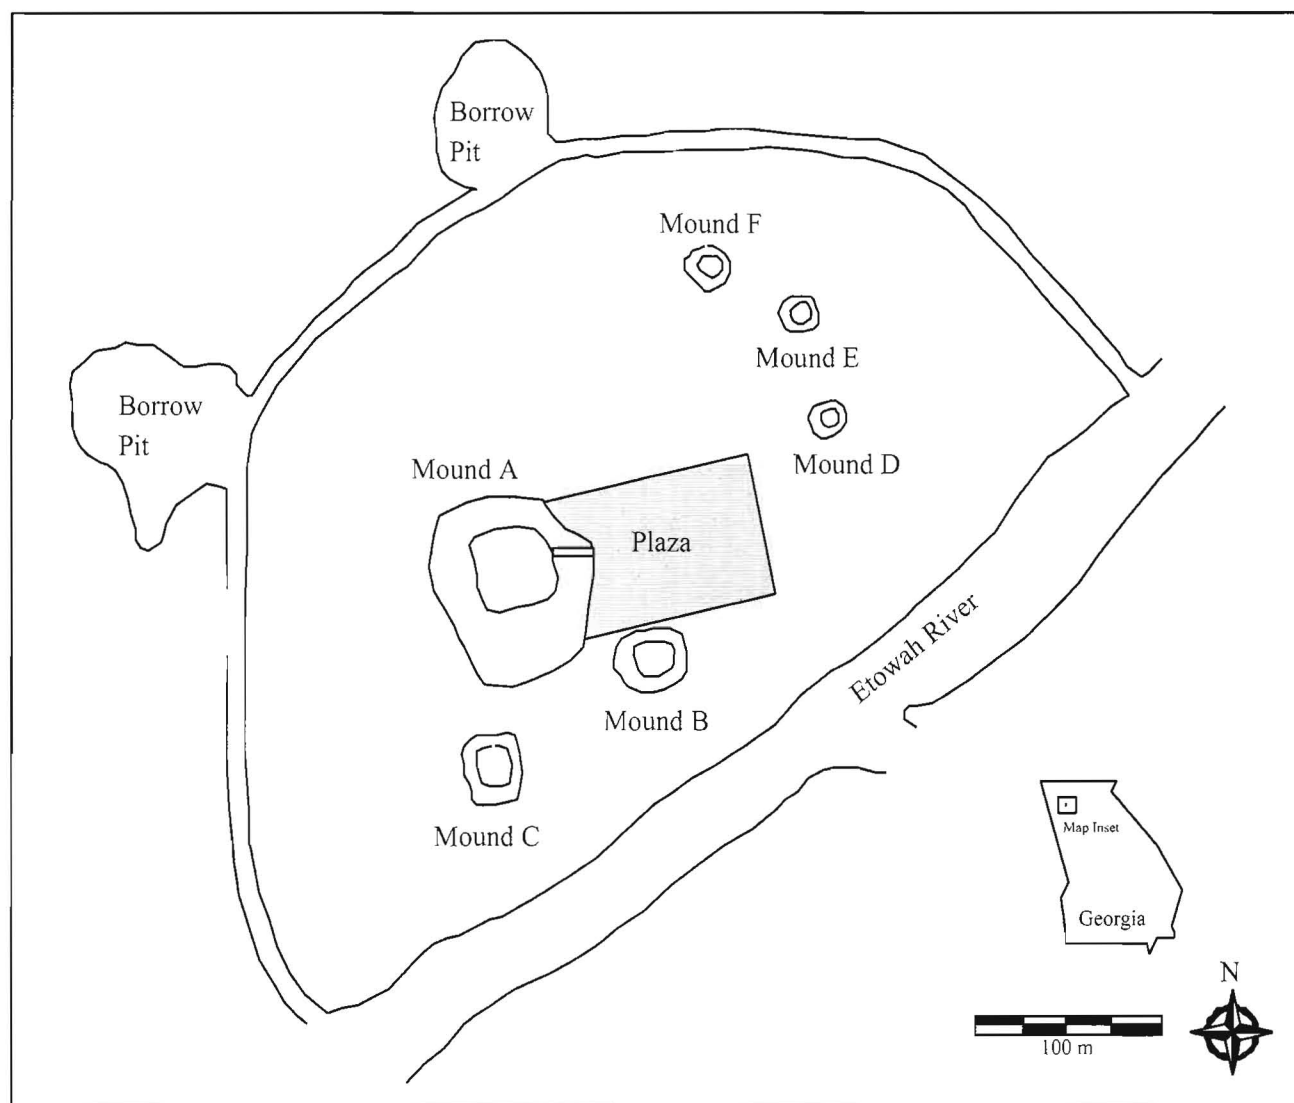 Borrow
Pit
Mound F
Mound E
Borrow
Pit
Mound D
Mound A
Plaza
Etowah River
Mound B
Mound C
Map Inset
Georgia
N
100 m